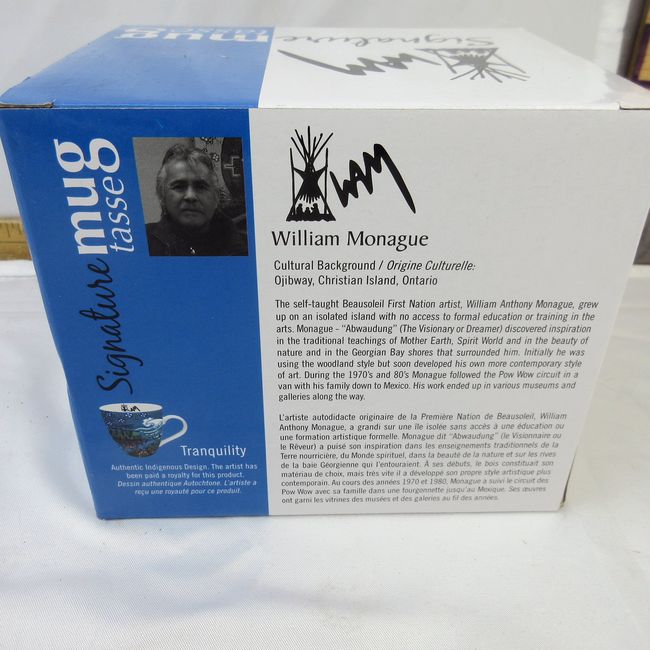 Signature
mug
tasse
WAM
Signature
mug
tasse
WAM
William Monague
Cultural Background / Origine Culturelle:
Ojibway, Christian Island, Ontario
The self-taught Beausoleil First Nation artist, William Anthony Monague, grew
up on an isolated island with no access to formal education or training in the
arts. Monague - “Abwaudung” (The Visionary or Dreamer) discovered inspiration
in the traditional teachings of Mother Earth, Spirit World and in the beauty of
nature and in the Georgian Bay shores that surrounded him. Initially he was
using the woodland style but soon developed his own more contemporary style
of art. During the 1970's and 80's Monague followed the Pow Wow circuit in a
van with his family down to Mexico. His work ended up in various museums and
galleries along the way.
L'artiste autodidacte originaire de la Première Nation de Beausoleil, William
Anthony Monague, a grandi sur une île isolée sans accès à une éducation ou
une formation artistique formelle. Monague dit “Abwaudung” (le Visionnaire ou
le Rêveur) a puisé son inspiration dans les enseignements traditionnels de la
Terre nourricière, du Monde spirituel, dans la beauté de la nature et sur les rives
de la baie Géorgienne qui l'entouraient. À ses débuts, le bois constituait son
matériau de choix, mais très vite il a développé son propre style artistique plus
contemporain. Au cours des années 1970 et 1980, Monague a suivi le circuit des
Pow Wow avec sa famille dans une fourgonnette jusqu'au Mexique. Ses œuvres
ont garni les vitrines des musées et des galeries au fil des années.
WAM
Tranquility
Authentic Indigenous Design. The artist has
been paid a royalty for this product.
Dessin authentique Autochtone. L'artiste a
reçu une royauté pour ce produit.